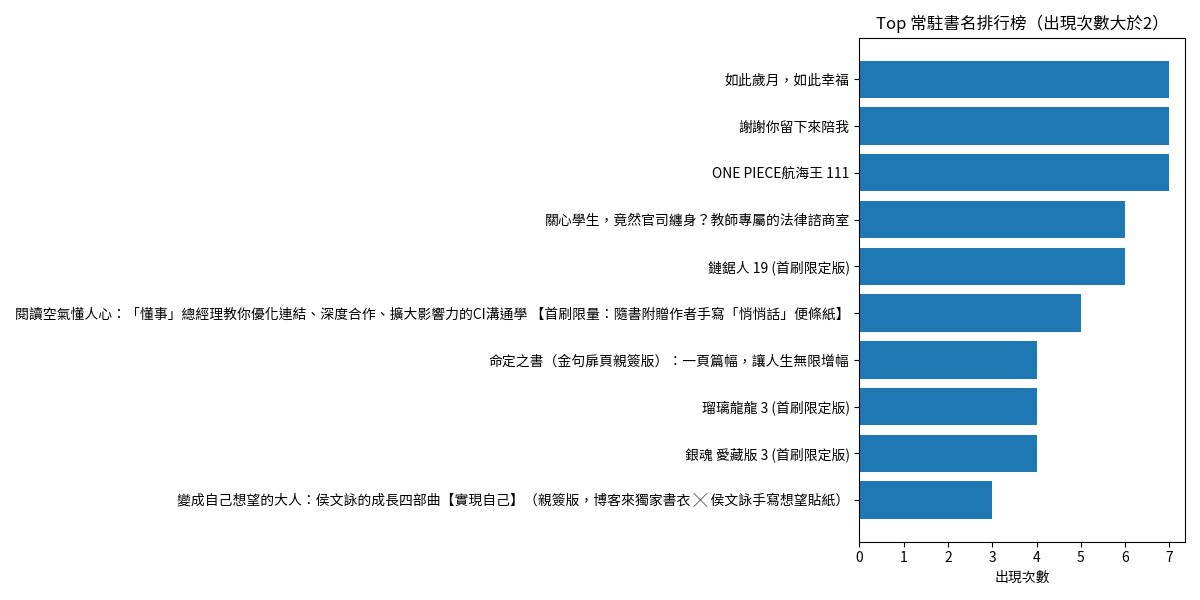 Top 常駐書名排行榜（出現次數大於2）
如此歲月，如此幸福
謝謝你留下來陪我
ONE PIECE航海王 111
關心學生，竟然官司纏身？教師專屬的法律諮商室
鏈鋸人 19 (首刷限定版)
閱讀空氣懂人心：「懂事」總經理教你優化連結、深度合作、擴大影響力的CI溝通學 【首刷限量：隨書附贈作者手寫「悄悄話」便條紙】
命定之書（金句扉頁親簽版）：一頁篇幅，讓人生無限增幅
瑠璃龍龍 3 (首刷限定版)
銀魂 愛藏版 3 (首刷限定版)
變成自己想望的大人：侯文詠的成長四部曲【實現自己】（親簽版，博客來獨家書衣╳侯文詠手寫想望貼紙）
0 1 2 3 4 5 6 7
出現次數